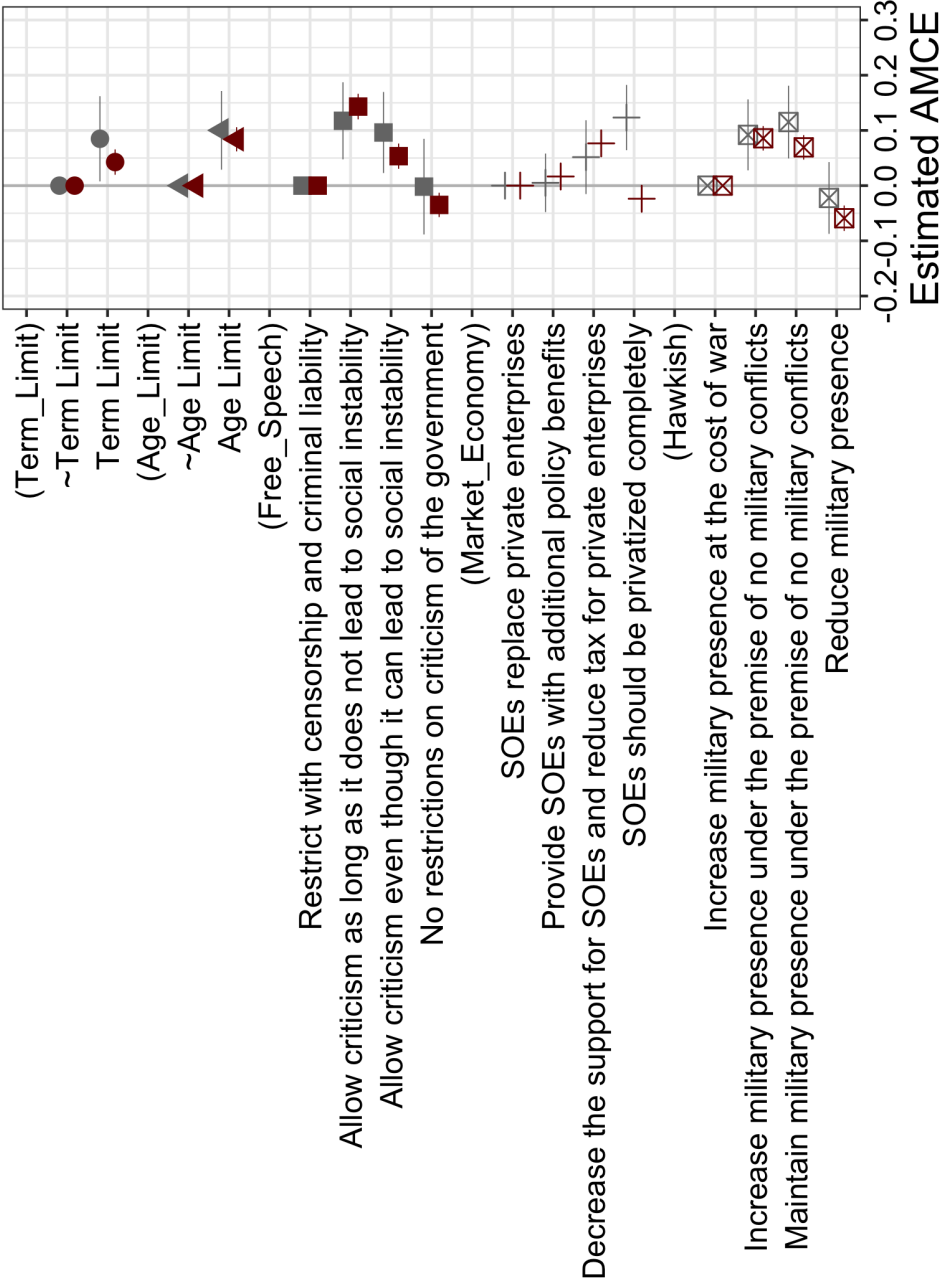 (Term_Limit)
~Term Limit
Term Limit
(Age_Limit)
~Age Limit
Age Limit
(Free_Speech)
Restrict with censorship and criminal liability
Allow criticism as long as it does not lead to social instability
Allow criticism even though it can lead to social instability
No restrictions on criticism of the government
(Market_Economy)
SOEs replace private enterprises
Provide SOEs with additional policy benefits
Decrease the support for SOEs and reduce tax for private enterprises
SOEs should be privatized completely
(Hawkish)
Increase military presence at the cost of war
Increase military presence under the premise of no military conflicts
Maintain military presence under the premise of no military conflicts
Reduce military presence
-0.2 -0.1 0.0 0.1 0.2 0.3
Estimated AMCE